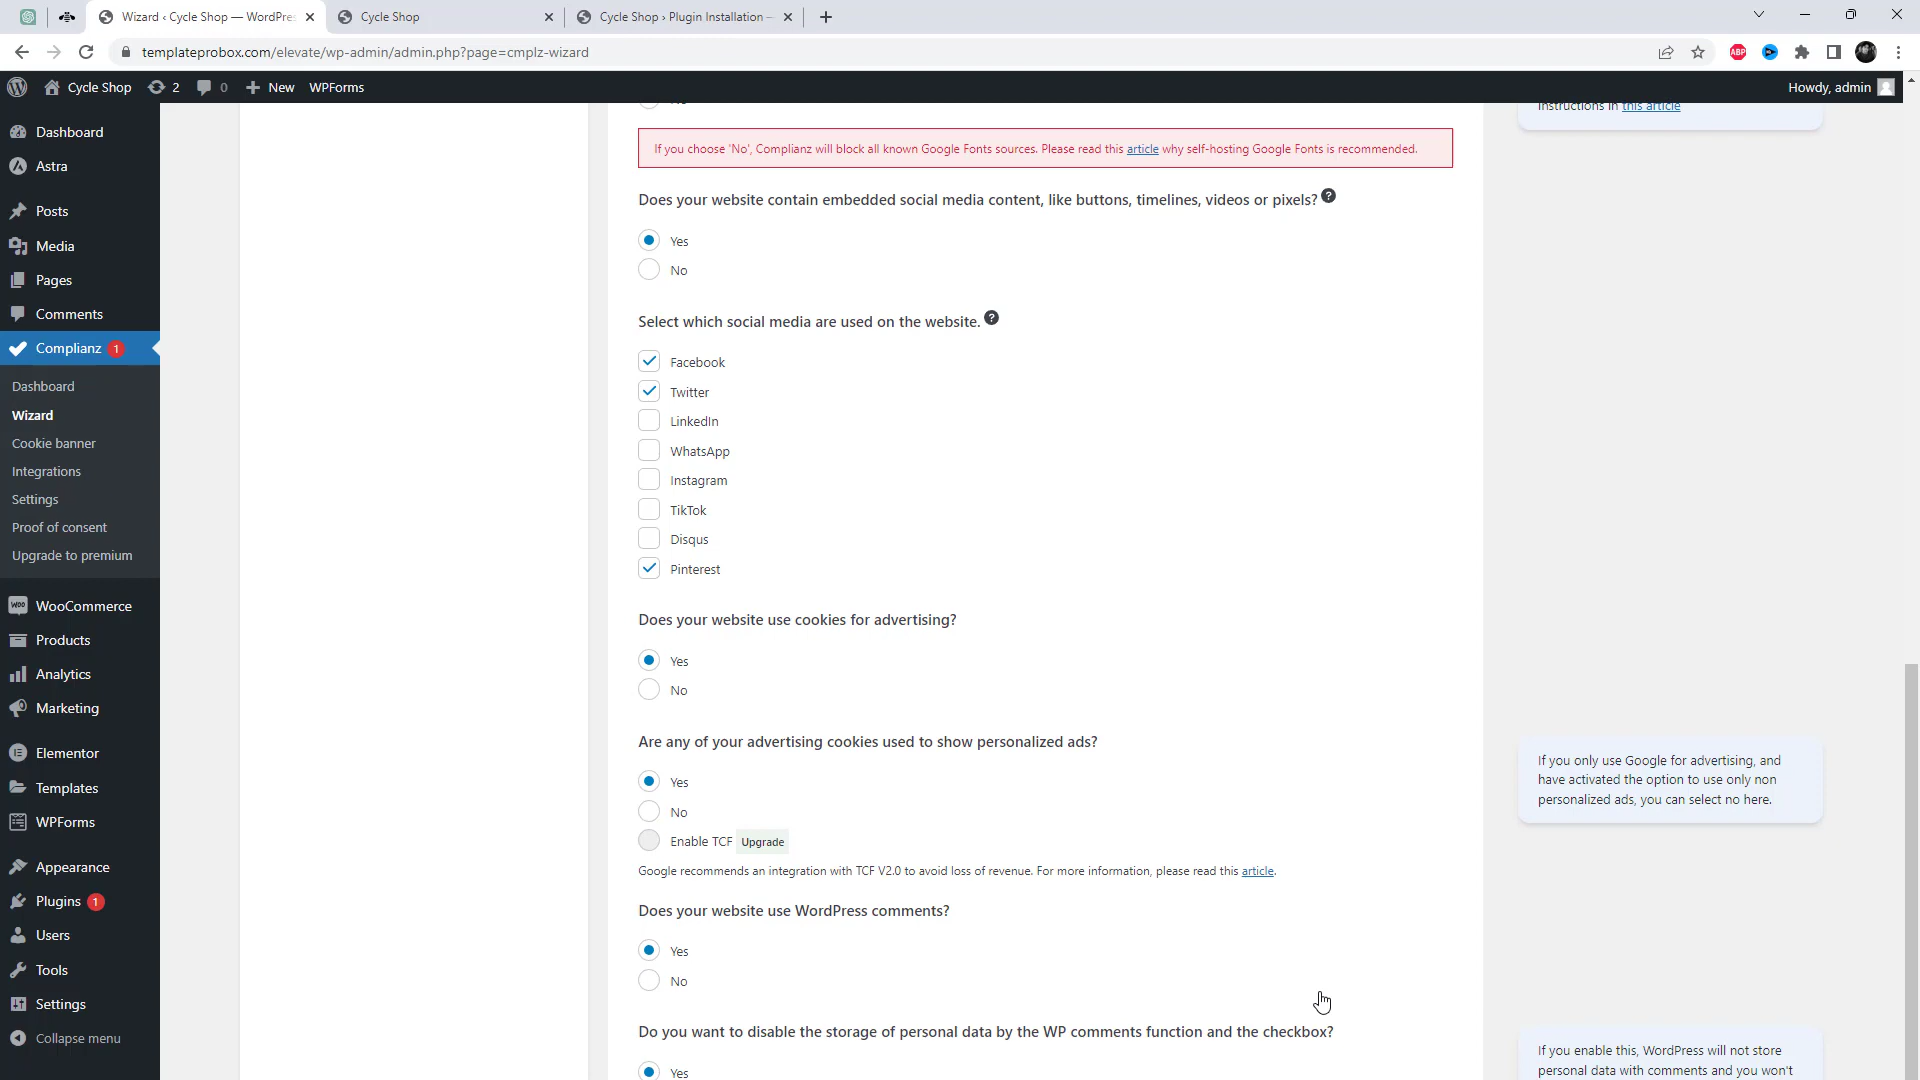 Wizard ‹ Cycle Shop — WordPres
Cycle Shop
Cycle Shop › Plugin Installation –
templateprobox.com/elevate/wp-admin/admin.php?page=cmplz-wizard
ABP
Cycle Shop
2
0
New
WPForms
Howdy, admin
Dashboard
Astra
Posts
Media
Pages
Comments
Complianz 1
Dashboard
Wizard
Cookie banner
Integrations
Settings
Proof of consent
Upgrade to premium
WooCommerce
Products
Analytics
Marketing
Elementor
Templates
WPForms
Appearance
Plugins 1
Users
Tools
Settings
Collapse menu
If you choose 'No', Complianz will block all known Google Fonts sources. Please read this article why self-hosting Google Fonts is recommended.
Does your website contain embedded social media content, like buttons, timelines, videos or pixels? ?
Yes
No
Select which social media are used on the website. ?
Facebook
Twitter
LinkedIn
WhatsApp
Instagram
TikTok
Disqus
Pinterest
Does your website use cookies for advertising?
Yes
No
Are any of your advertising cookies used to show personalized ads?
Yes
No
Enable TCF Upgrade
Google recommends an integration with TCF V2.0 to avoid loss of revenue. For more information, please read this article.
Does your website use WordPress comments?
Yes
No
Do you want to disable the storage of personal data by the WP comments function and the checkbox?
Yes
instructions in this article
If you only use Google for advertising, and
have activated the option to use only non
personalized ads, you can select no here.
If you enable this, WordPress will not store
personal data with comments and you won't